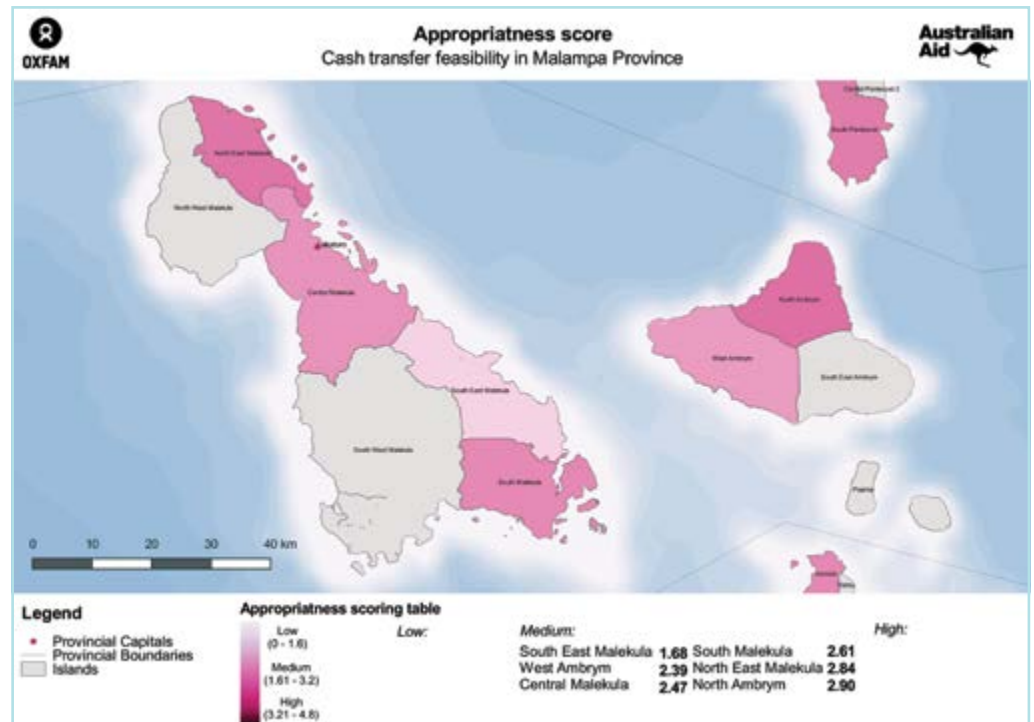 OXFAM
Appropriatness score
Cash transfer feasibility in Malampa Province
Australian
Aid
Central Pentecost 2
South Pentecost
North East Malekula
North West Malekula
Lakatoro
Central Malekula
North Ambrym
West Ambrym
South East Ambrym
South East Malekula
South West Malekula
South Malekula
Paama
0 10 20 30 40 km
Legend
Provincial Capitals
Provincial Boundaries
Islands
Appropriatness scoring table
Low
(0 - 1.6)
Medium
(1.61 - 3.2)
High
(3.21 - 4.8)
Low:
Medium:
South East Malekula 1.68 South Malekula 2.61
West Ambrym 2.39 North East Malekula 2.84
Central Malekula 2.47 North Ambrym 2.90
High: